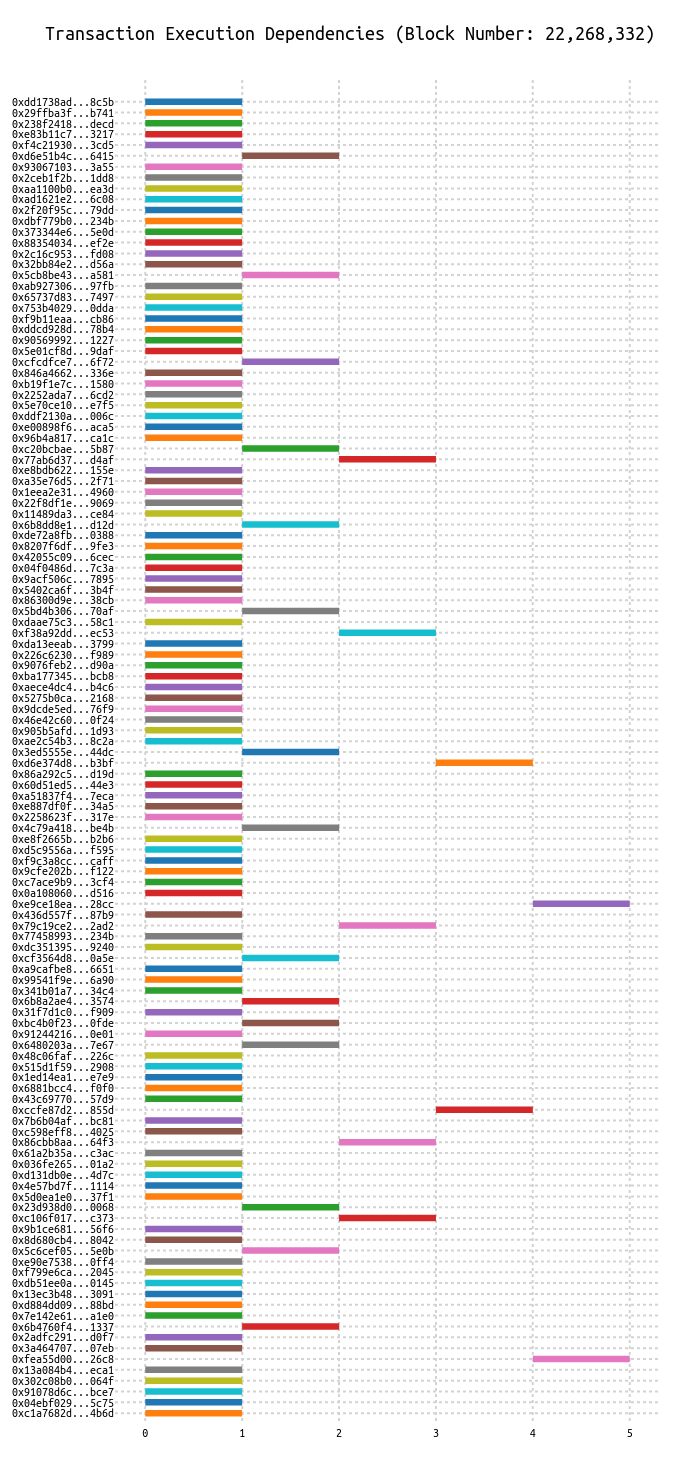 Transaction Execution Dependencies (Block Number: 22,268,332)
0xdd1738ad...8c5b
0x29ffba3f...b741
0x238f2418...decd
0xe83b11c7...3217
0xf4c21930...3cd5
0xd6e51b4c...6415
0x93067103...3a55
0x2ceb1f2b...1dd8
0xaa1100b0...ea3d
0xad1621e2...6c08
0x2f20f95c...79dd
0xdbf779b0...234b
0x373344e6...5e0d
0x88354034...ef2e
0x2c16c953...fd08
0x32bb84e2...d56a
0x5cb8be43...a581
0xab927306...97fb
0x65737d83...7497
0x753b4029...0dda
0xf9b11eaa...cb86
0xddcd928d...78b4
0x90569992...1227
0x5e01cf8d...9daf
0xcfcdfce7...6f72
0x846a4662...336e
0xb19f1e7c...1580
0x2252ada7...6cd2
0x5e70ce10...e7f5
0xddf2130a...006c
0xe00898f6...aca5
0x96b4a817...ca1c
0xc20bcbae...5b87
0x77ab6d37...d4af
0xe8bdb622...155e
0xa35e76d5...2f71
0x1eea2e31...4960
0x22f8df1e...9069
0x11489da3...ce84
0x6b8dd8e1...d12d
0xde72a8fb...0388
0x8207f6df...9fe3
0x42055c09...6cec
0x04f0486d...7c3a
0x9acf506c...7895
0x5402ca6f...3b4f
0x86300d9e...38cb
0x5bd4b306...70af
0xdaae75c3...58c1
0xf38a92dd...ec53
0xda13eeab...3799
0x226c6230...f989
0x9076feb2...d90a
0xba177345...bcb8
0xaece4dc4...b4c6
0x5275b0ca...2168
0x9dcde5ed...76f9
0x46e42c60...0f24
0x905b5afd...1d93
0xae2c54b3...8c2a
0x3ed5555e...44dc
0xd6e374d8...b3bf
0x86a292c5...d19d
0x60d51ed5...44e3
0xa51837f4...7eca
0xe887df0f...34a5
0x2258623f...317e
0x4c79a418...be4b
0xe8f2665b...b2b6
0xd5c9556a...f595
0xf9c3a8cc...caff
0x9cfe202b...f122
0xc7ace9b9...3cf4
0x0a108060...d516
0xe9ce18ea...28cc
0x436d557f...87b9
0x79c19ce2...2ad2
0x77458993...234b
0xdc351395...9240
0xcf3564d8...0a5e
0xa9cafbe8...6651
0x99541f9e...6a90
0x341b01a7...34c4
0x6b8a2ae4...3574
0x31f7d1c0...f909
0xbc4b0f23...0fde
0x91244216...0e01
0x6480203a...7e67
0x48c06faf...226c
0x515d1f59...2908
0x1ed14ea1...e7e9
0x6881bcc4...f0f0
0x43c69770...57d9
0xccfe87d2...855d
0x7b6b04af...bc81
0xc598eff8...4025
0x86cbb8aa...64f3
0x61a2b35a...c3ac
0x036fe265...01a2
0xd131db0e...4d7c
0x4e57bd7f...1114
0x5d0ea1e0...37f1
0x23d938d0...0068
0xc106f017...c373
0x9b1ce681...56f6
0x8d680cb4...8042
0x5c6cef05...5e0b
0xe90e7538...0ff4
0xf799e6ca...2045
0xdb51ee0a...0145
0x13ec3b48...3091
0xd884dd09...88bd
0x7e142e61...a1e0
0x6b4760f4...1337
0x2adfc291...d0f7
0x3a464707...07eb
0xfea55d00...26c8
0x13a084b4...eca1
0x302c08b0...064f
0x91078d6c...bce7
0x04ebf029...5c75
0xc1a7682d...4b6d
0 1 2 3 4 5